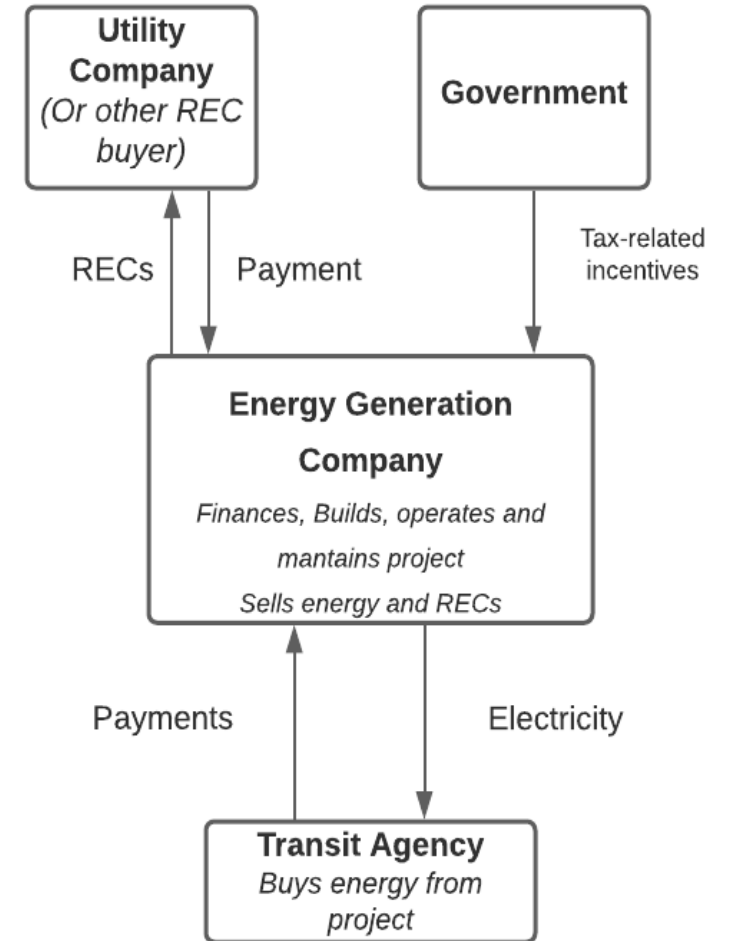 Utility
Company
(Or other REC
buyer)
Government
RECs
Payment
Tax-related
incentives
Energy Generation
Company
Finances, Builds, operates and
mantains project
Sells energy and RECs
Payments
Electricity
Transit Agency
Buys energy from
project